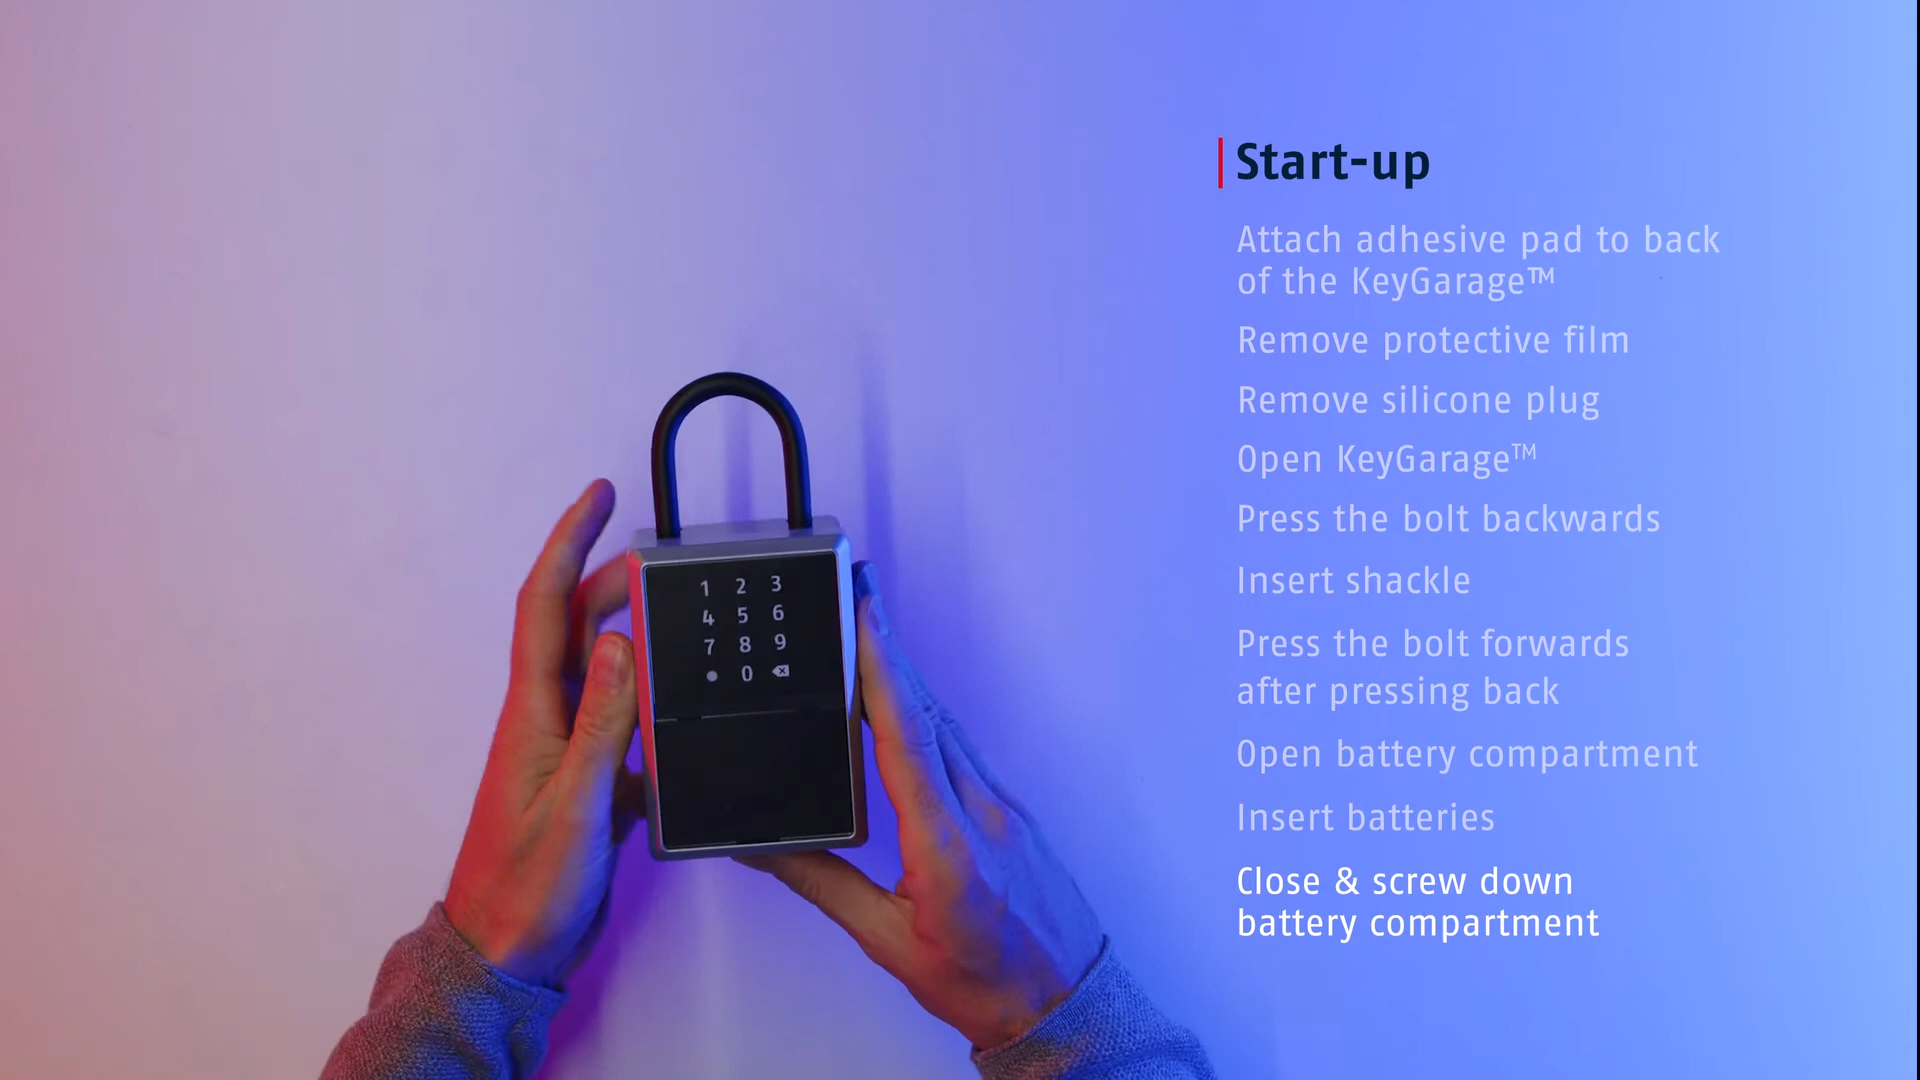 Start-up
Attach adhesive pad to back
of the KeyGarage™
Remove protective film
Remove silicone plug
Open KeyGarage™
Press the bolt backwards
Insert shackle
Press the bolt forwards
after pressing back
Open battery compartment
Insert batteries
Close & screw down
battery compartment
1 2 3
4 5 6
7 8 9
0